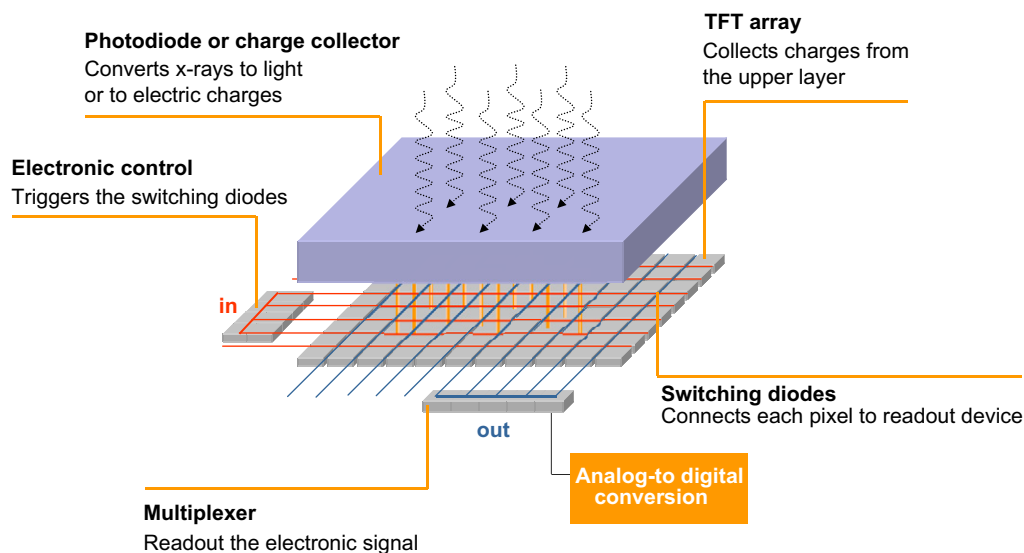 TFT array
Collects charges from
the upper layer
Photodiode or charge collector
Converts x-rays to light
or to electric charges
Electronic control
Triggers the switching diodes
in
Switching diodes
Connects each pixel to readout device
out
Analog-to digital
conversion
Multiplexer
Readout the electronic signal